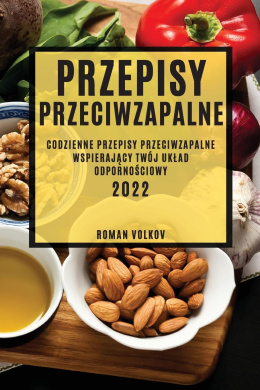 PRZEPISY
PRZECIWZAPALNE
CODZIENNE PRZEPISY PRZECIWZAPALNE
WSPIERAJĄCY TWÓJ UKŁAD
ODPORNOŚCIOWY
2022
ROMAN VOLKOV